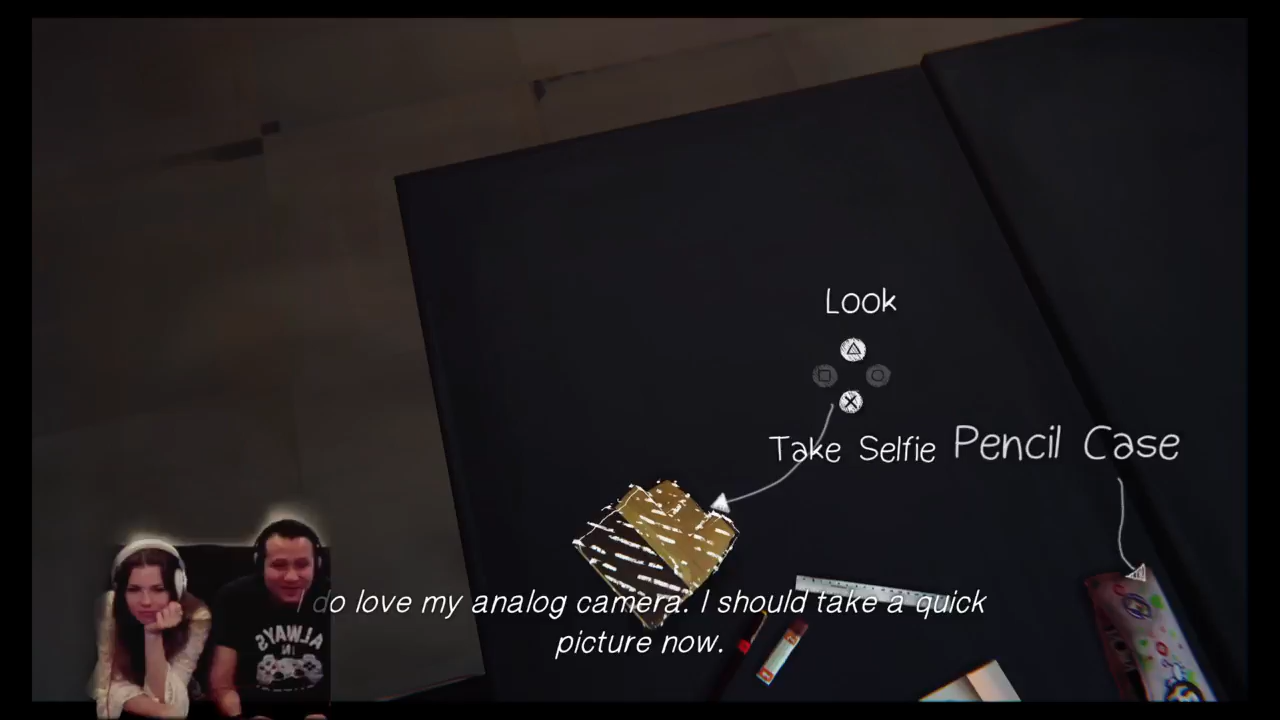 Look
Take Selfie
Pencil Case
I do love my analog camera. I should take a quick
picture now.
ALWAYS
IN